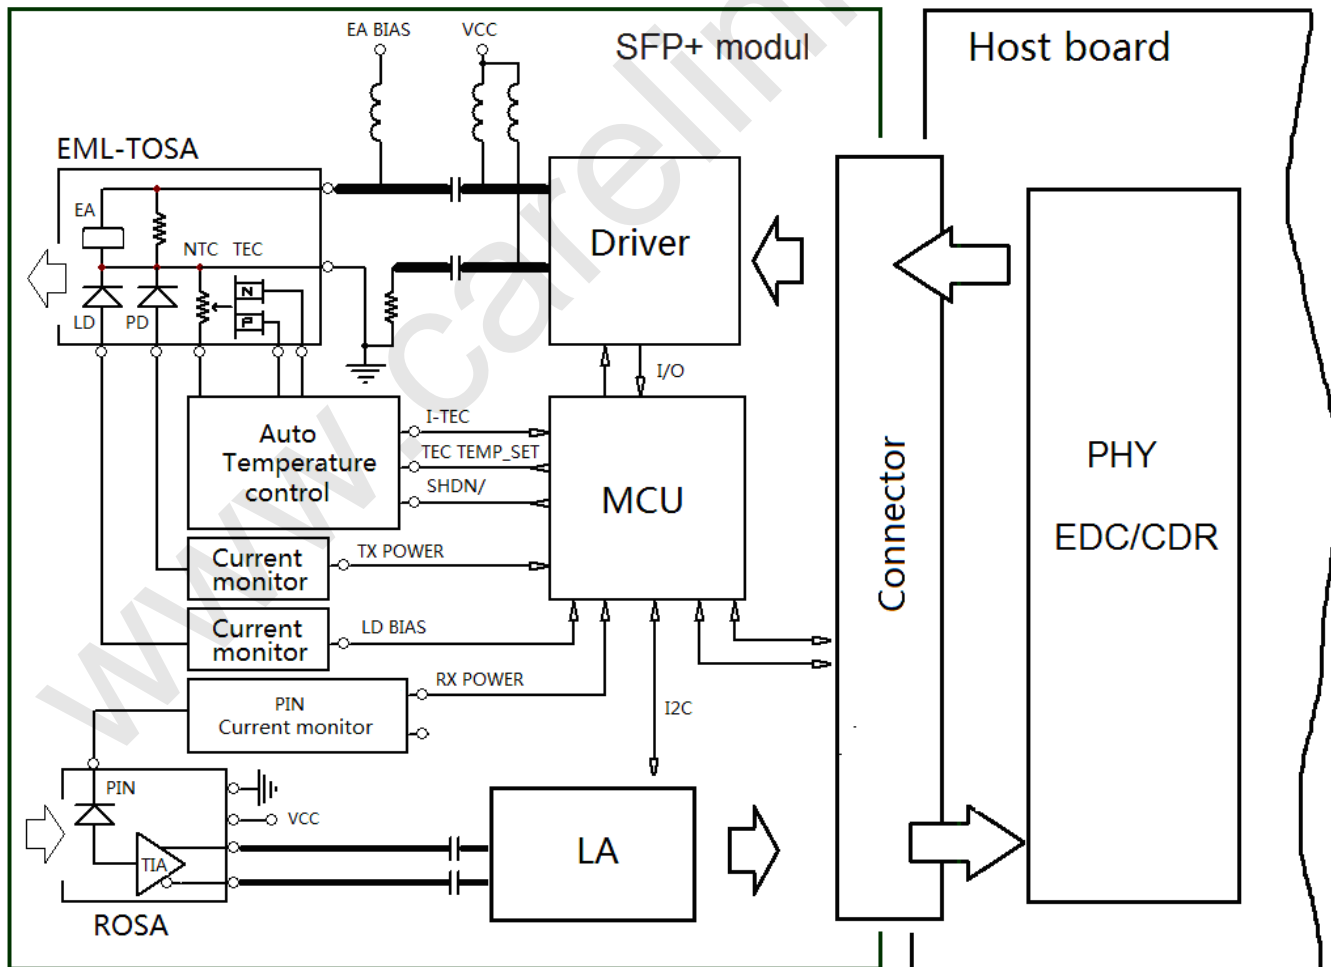 EA BIAS
VCC
SFP+ modul
Host board
EML-TOSA
EA
NTC TEC
N
P
LD
PD
Driver
I/O
Auto
Temperature
control
I-TEC
TEC TEMP_SET
SHDN/
MCU
Connector
PHY
EDC/CDR
Current
monitor
TX POWER
Current
monitor
LD BIAS
PIN
Current monitor
RX POWER
I2C
PIN
VCC
TIA
LA
ROSA